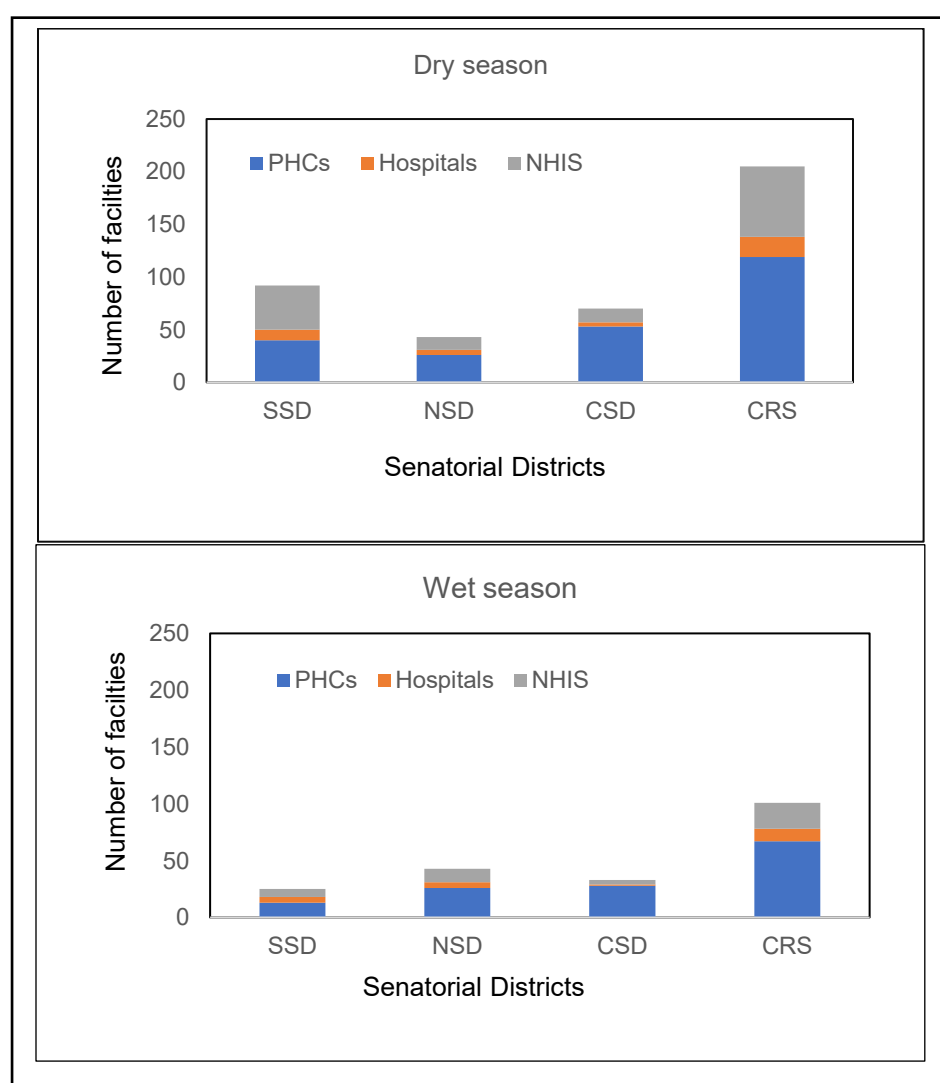 Dry season
250
200
150
100
50
0
Number of facilties
PHCs Hospitals NHIS
SSD NSD CSD CRS
Senatorial Districts
Wet season
250
200
150
100
50
0
Number of facilties
PHCs Hospitals NHIS
SSD NSD CSD CRS
Senatorial Districts